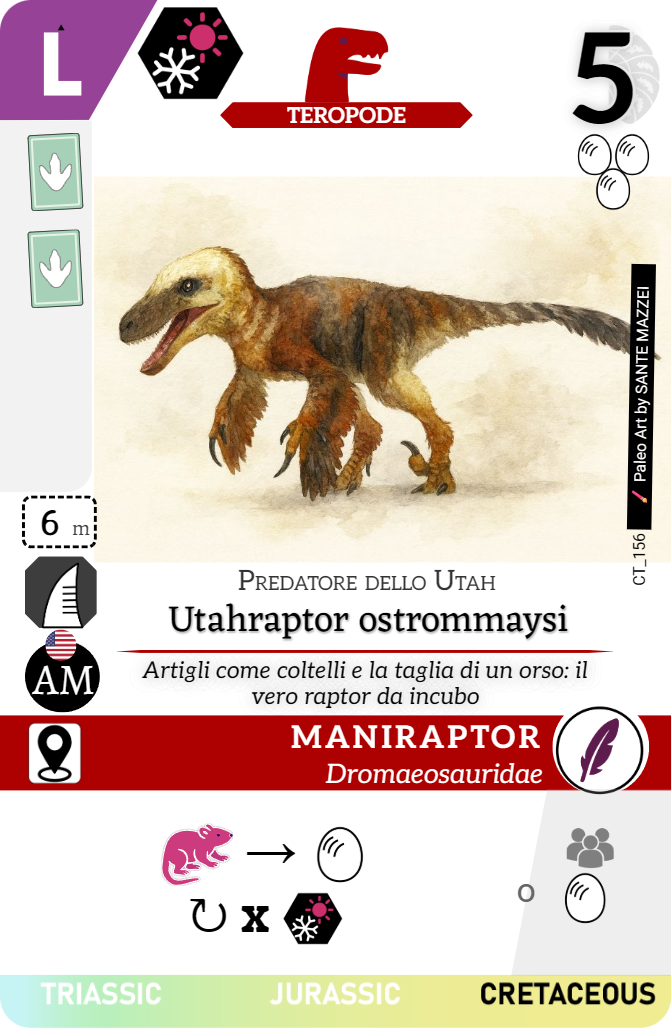 L
TEROPODE
5
Paleo Art by SANTE MAZZEI
CT_156
6 m
AM
Predatore dello Utah
Utahraptor ostrommaysi
Artigli come coltelli e la taglia di un orso: il
vero raptor da incubo
MANIRAPTOR
Dromaeosauridae
x
o
TRIASSIC JURASSIC CRETACEOUS